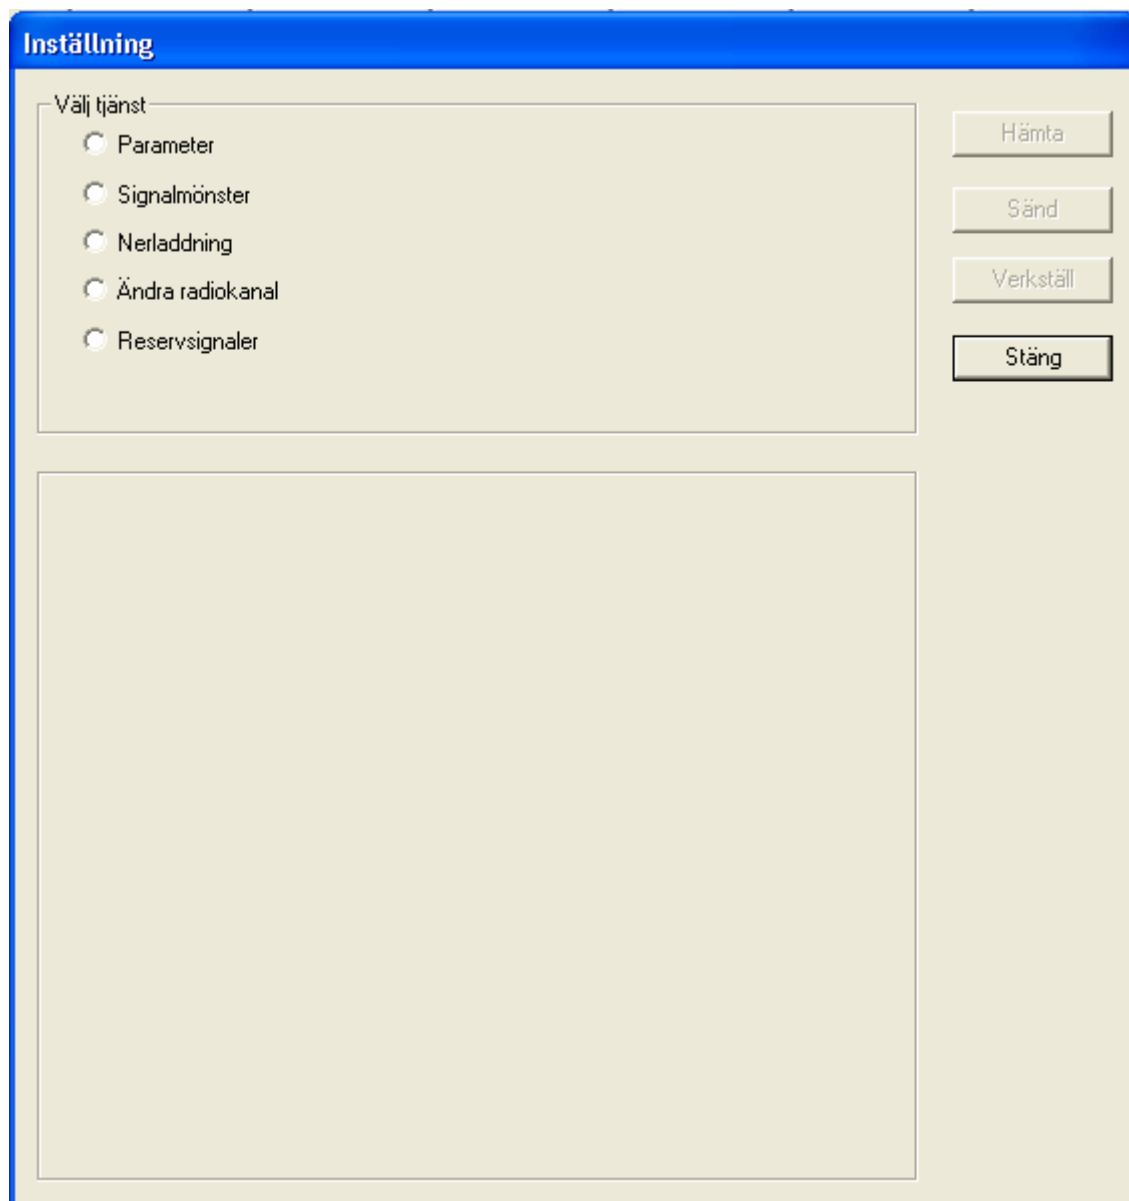 Inställning
Välj tjänst
Parameter
Signalmönster
Nerladdning
Ändra radiokanal
Reservsignaler
Hämta
Sänd
Verkställ
Stäng